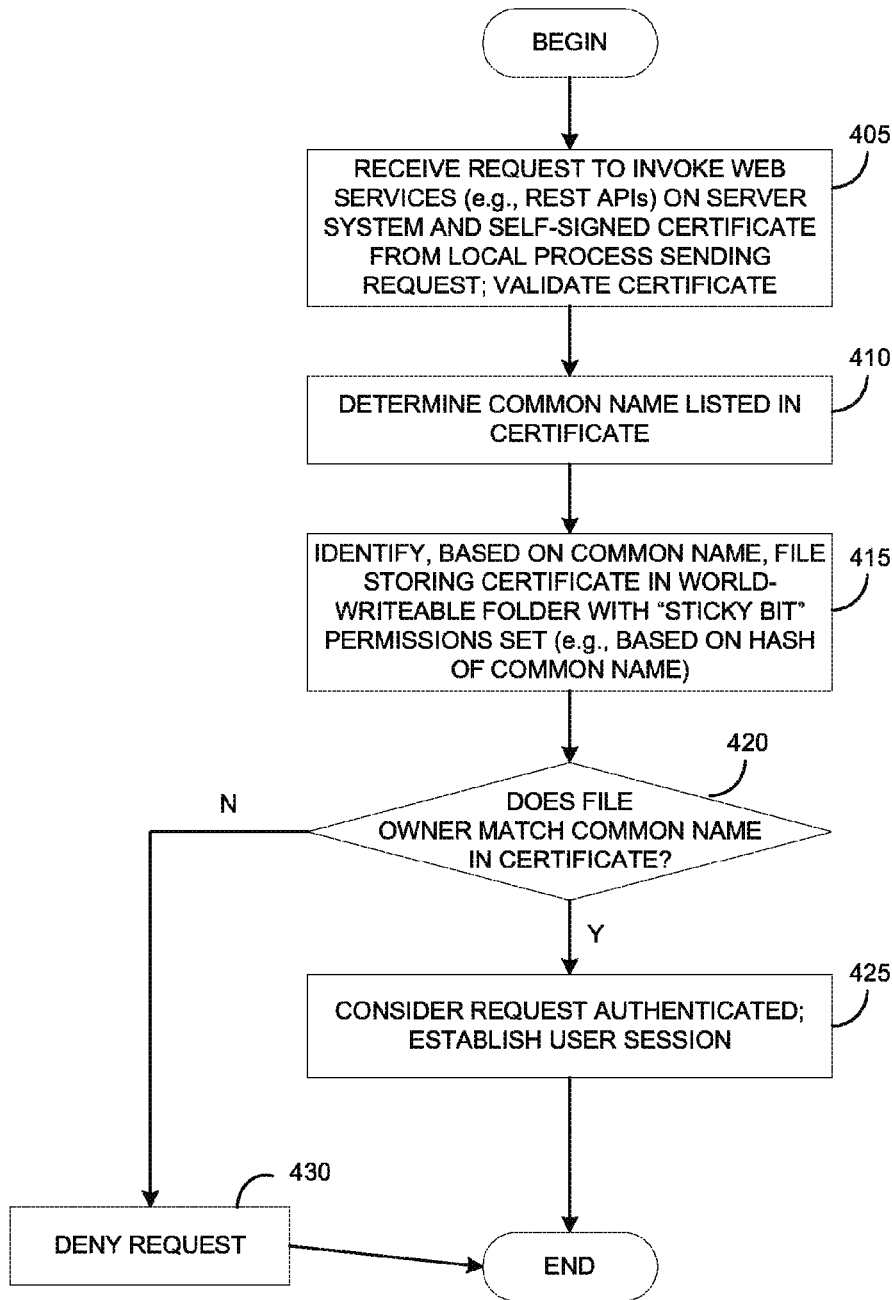 BEGIN
405
RECEIVE REQUEST TO INVOKE WEB
SERVICES (e.g., REST APIs) ON SERVER
SYSTEM AND SELF-SIGNED CERTIFICATE
FROM LOCAL PROCESS SENDING
REQUEST; VALIDATE CERTIFICATE
410
DETERMINE COMMON NAME LISTED IN
CERTIFICATE
415
IDENTIFY, BASED ON COMMON NAME, FILE
STORING CERTIFICATE IN WORLD-
WRITEABLE FOLDER WITH “STICKY BIT”
PERMISSIONS SET (e.g., BASED ON HASH
OF COMMON NAME)
420
DOES FILE
OWNER MATCH COMMON NAME
IN CERTIFICATE?
N
Y
425
CONSIDER REQUEST AUTHENTICATED;
ESTABLISH USER SESSION
430
DENY REQUEST
END